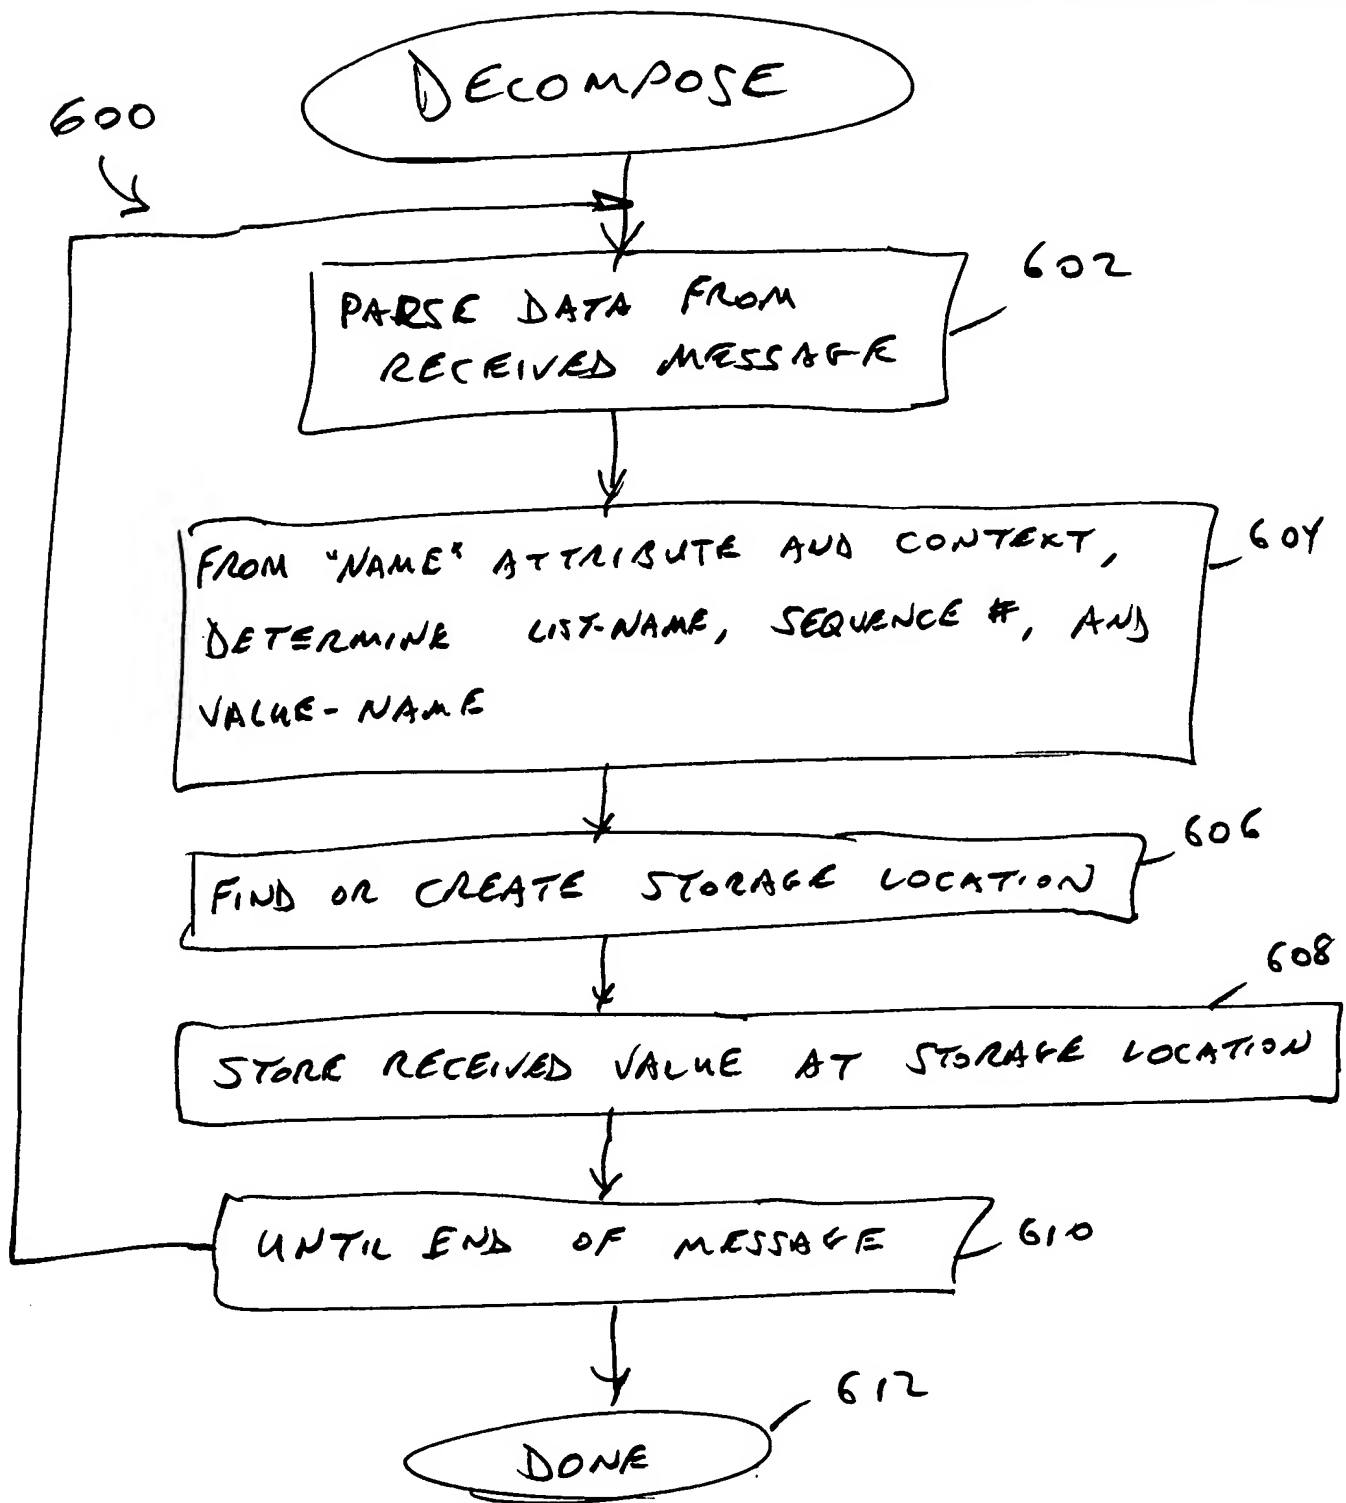 DECOMPOSE
600
PARSE DATA FROM
RECEIVED MESSAGE
602
FROM "NAME" ATTRIBUTE AND CONTEXT,
DETERMINE LIST-NAME, SEQUENCE #, AND
VALUE-NAME
604
FIND OR CREATE STORAGE LOCATION
606
608
STORE RECEIVED VALUE AT STORAGE LOCATION
UNTIL END OF MESSAGE
610
612
DONE